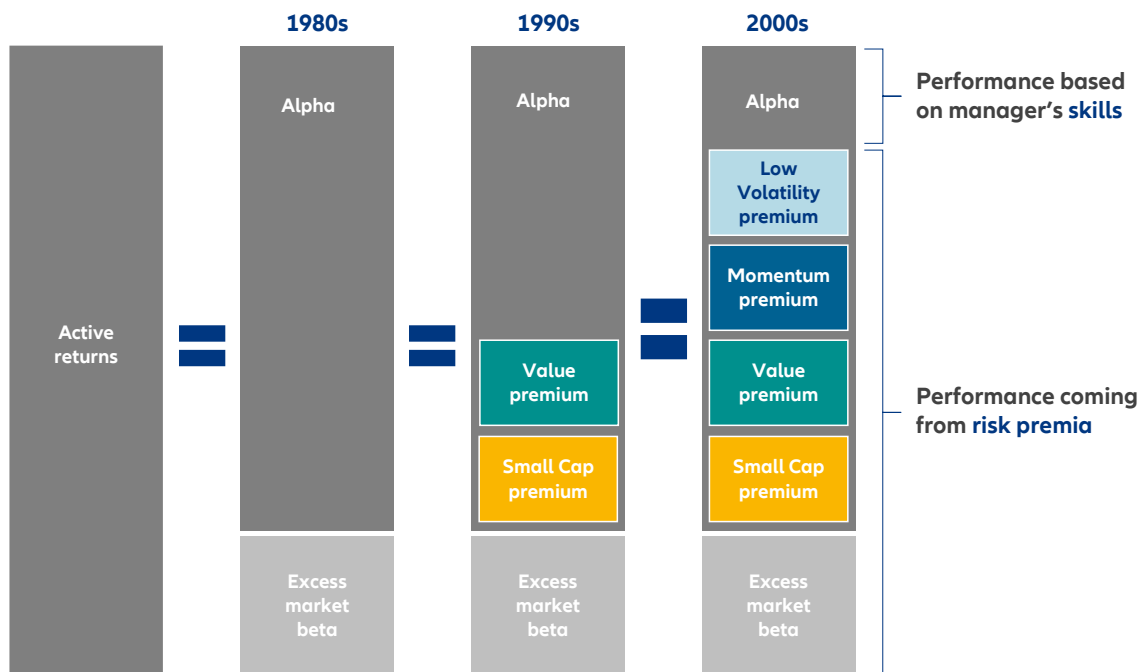 1980s
1990s
2000s
Active
returns
Alpha
Excess
market
beta
Alpha
Value
premium
Small Cap
premium
Excess
market
beta
Alpha
Low
Volatility
premium
Momentum
premium
Value
premium
Small Cap
premium
Excess
market
beta
Performance based
on manager’s skills
Performance coming
from risk premia